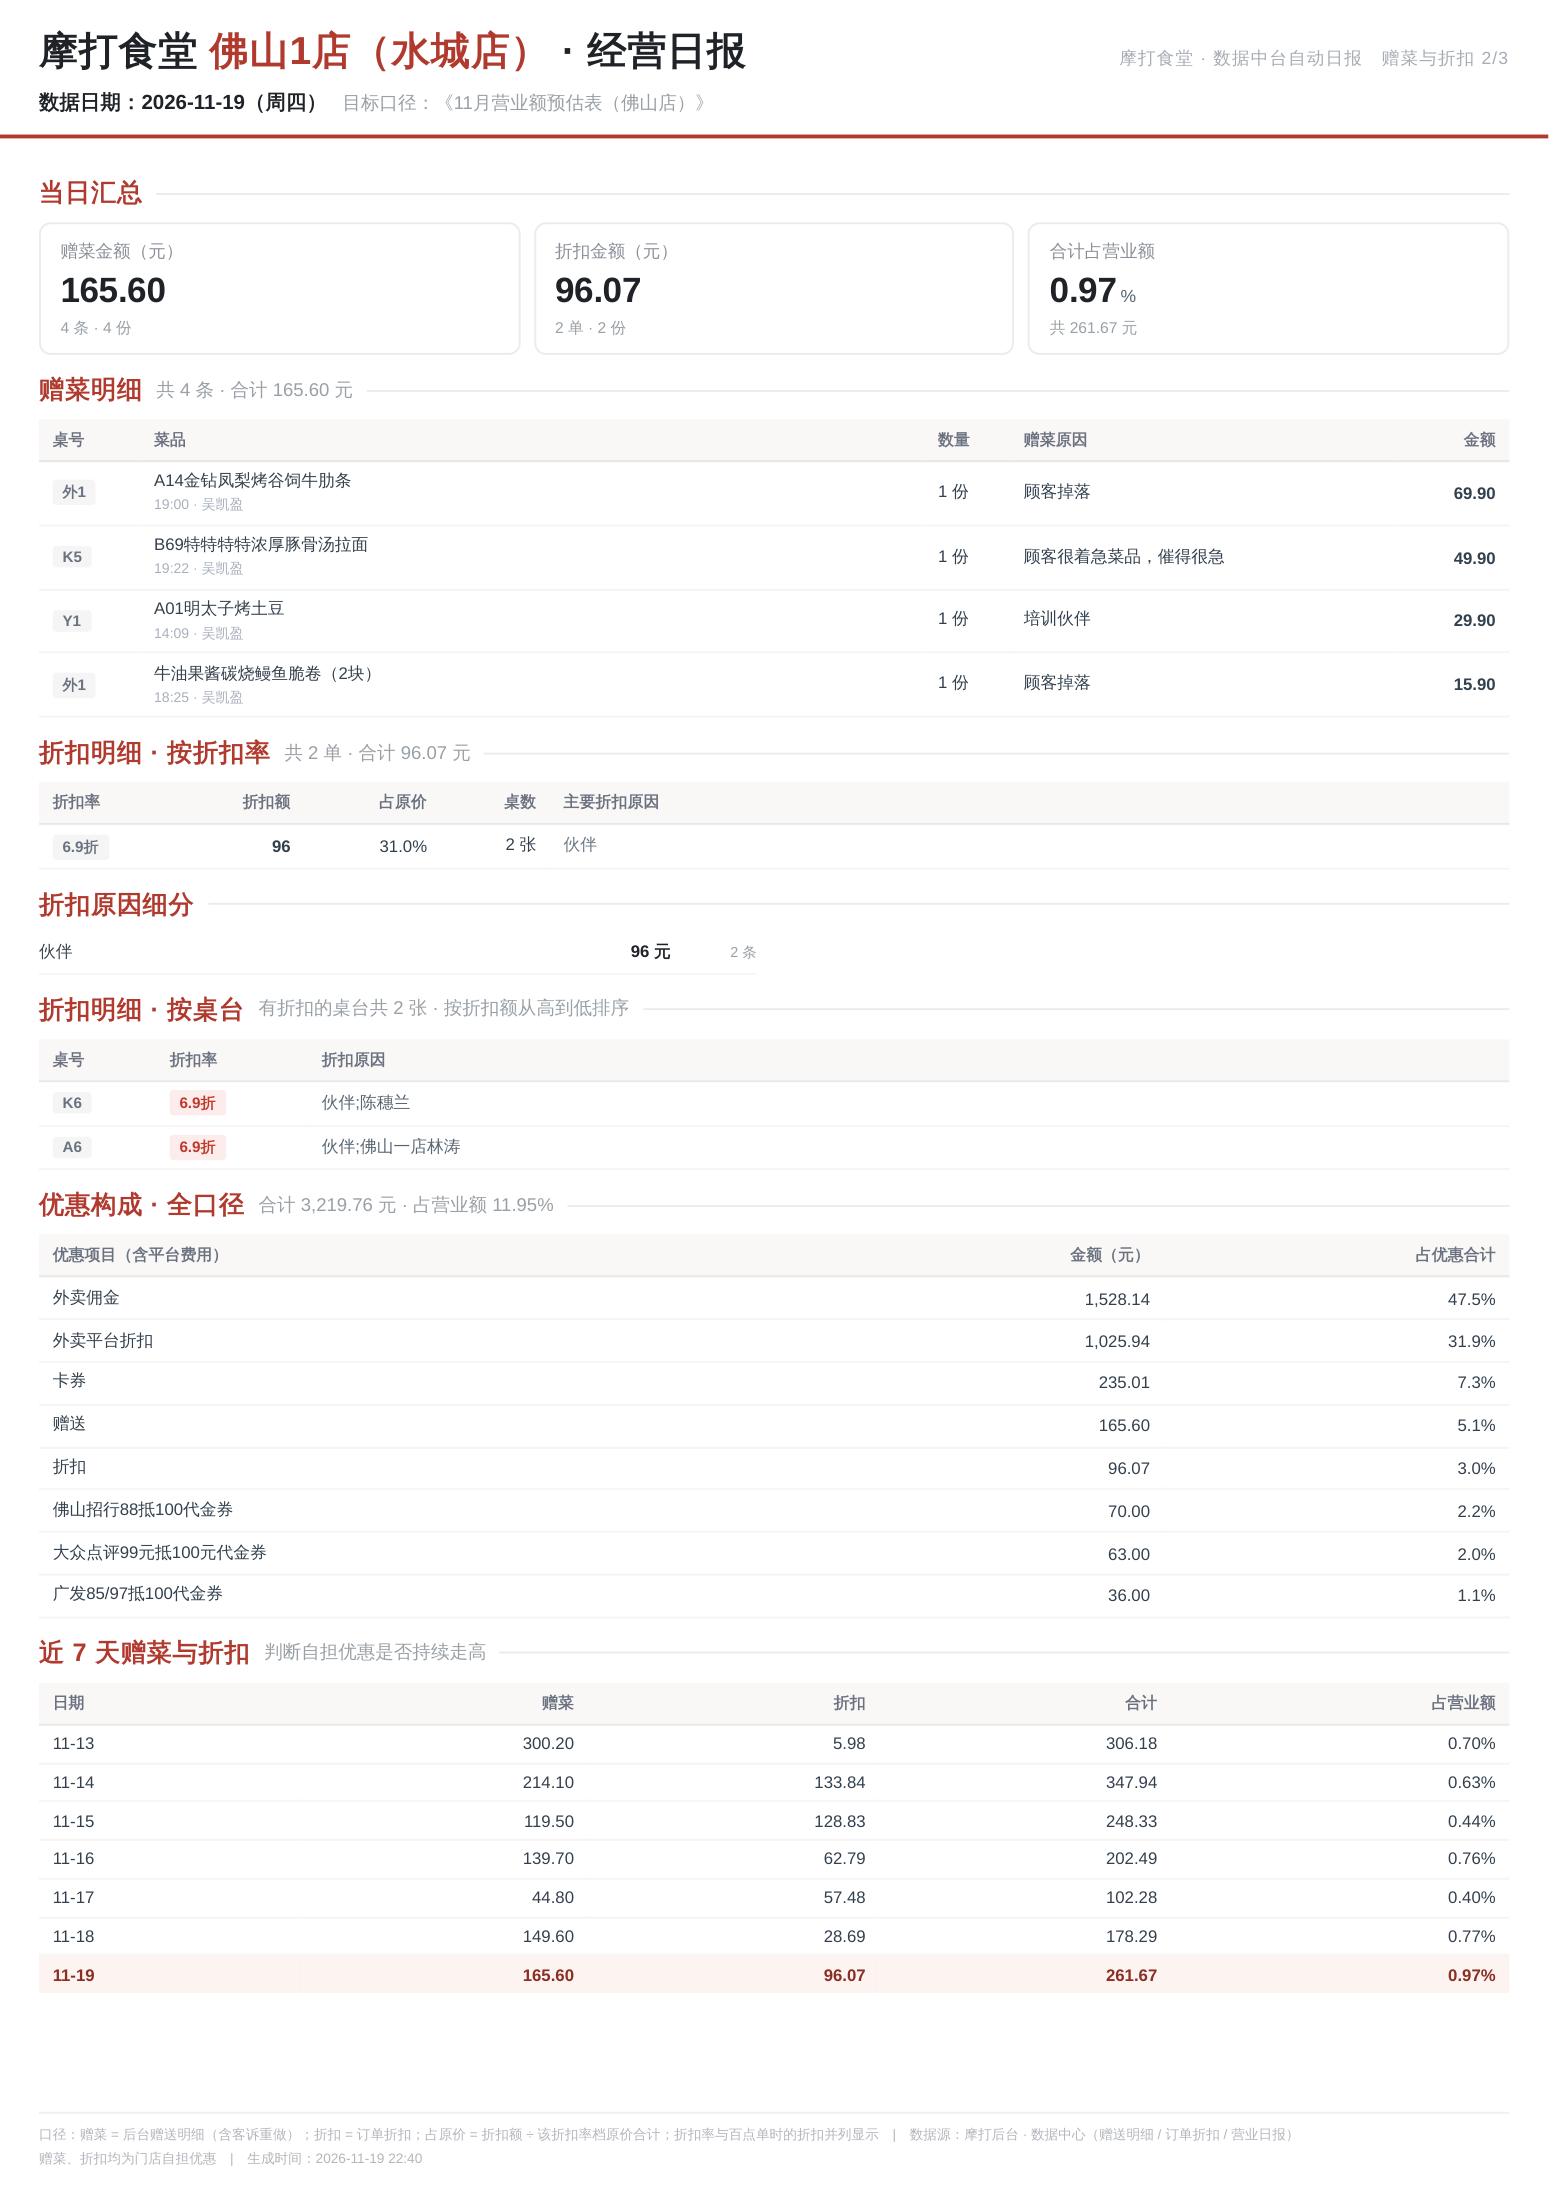 摩打食堂 佛山1店（水城店） · 经营日报
摩打食堂 · 数据中台自动日报 赠菜与折扣 2/3
数据日期：2026-11-19（周四） 目标口径：《11月营业额预估表（佛山店）》
当日汇总
赠菜金额（元） 折扣金额（元） 合计占营业额
165.60 96.07 0.97 %
4 条 · 4 份 2 单 · 2 份 共 261.67 元
赠菜明细 共 4 条 · 合计 165.60 元
桌号 菜品 数量 赠菜原因 金额
外1 A14金钻凤梨烤谷饲牛肋条 1 份 顾客掉落 69.90
19:00 · 吴凯盈
K5 B69特特特特浓厚豚骨汤拉面 1 份 顾客很着急菜品，催得很急 49.90
19:22 · 吴凯盈
Y1 A01明太子烤土豆 1 份 培训伙伴 29.90
14:09 · 吴凯盈
外1 牛油果酱碳烧鳗鱼脆卷（2块） 1 份 顾客掉落 15.90
18:25 · 吴凯盈
折扣明细 · 按折扣率 共 2 单 · 合计 96.07 元
折扣率 折扣额 占原价 桌数 主要折扣原因
6.9折 96 31.0% 2 张 伙伴
折扣原因细分
伙伴 96 元 2 条
折扣明细 · 按桌台 有折扣的桌台共 2 张 · 按折扣额从高到低排序
桌号 折扣率 折扣原因
K6 6.9折 伙伴;陈穗兰
A6 6.9折 伙伴;佛山一店林涛
优惠构成 · 全口径 合计 3,219.76 元 · 占营业额 11.95%
优惠项目（含平台费用） 金额（元） 占优惠合计
外卖佣金 1,528.14 47.5%
外卖平台折扣 1,025.94 31.9%
卡券 235.01 7.3%
赠送 165.60 5.1%
折扣 96.07 3.0%
佛山招行88抵100代金券 70.00 2.2%
大众点评99元抵100元代金券 63.00 2.0%
广发85/97抵100代金券 36.00 1.1%
近 7 天赠菜与折扣 判断自担优惠是否持续走高
日期 赠菜 折扣 合计 占营业额
11-13 300.20 5.98 306.18 0.70%
11-14 214.10 133.84 347.94 0.63%
11-15 119.50 128.83 248.33 0.44%
11-16 139.70 62.79 202.49 0.76%
11-17 44.80 57.48 102.28 0.40%
11-18 149.60 28.69 178.29 0.77%
11-19 165.60 96.07 261.67 0.97%
口径：赠菜 = 后台赠送明细（含客诉重做）；折扣 = 订单折扣；占原价 = 折扣额 ÷ 该折扣率档原价合计；折扣率与百点单时的折扣并列显示 | 数据源：摩打后台 · 数据中心（赠送明细 / 订单折扣 / 营业日报）
赠菜、折扣均为门店自担优惠 | 生成时间：2026-11-19 22:40